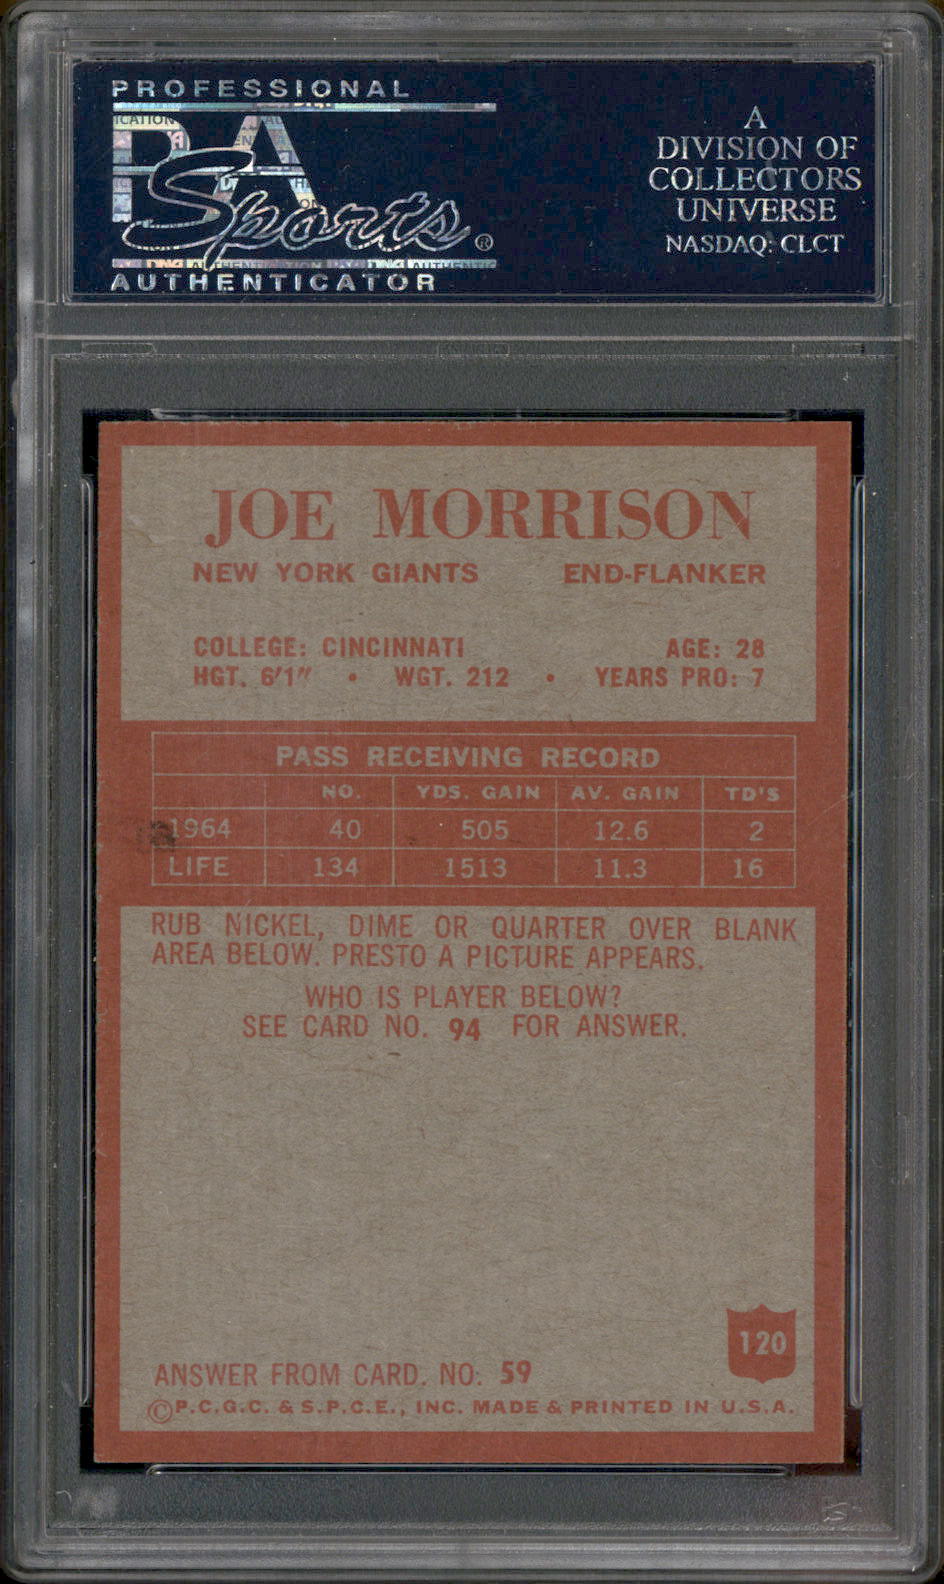 PROFESSIONAL
PSA
Sports®
AUTHENTICATOR
A
DIVISION OF
COLLECTORS
UNIVERSE
NASDAQ: CLCT
JOE MORRISON
NEW YORK GIANTS END-FLANKER
COLLEGE: CINCINNATI AGE: 28
HGT. 6'1" • WGT. 212 • YEARS PRO: 7
PASS RECEIVING RECORD
NO. YDS. GAIN AV. GAIN TD'S
1964 40 505 12.6 2
LIFE 134 1513 11.3 16
RUB NICKEL, DIME OR QUARTER OVER BLANK
AREA BELOW. PRESTO A PICTURE APPEARS.
WHO IS PLAYER BELOW?
SEE CARD NO. 94 FOR ANSWER.
120
ANSWER FROM CARD. NO. 59
©P.C.G.C. & S.P.C.E., INC. MADE & PRINTED IN U.S.A.